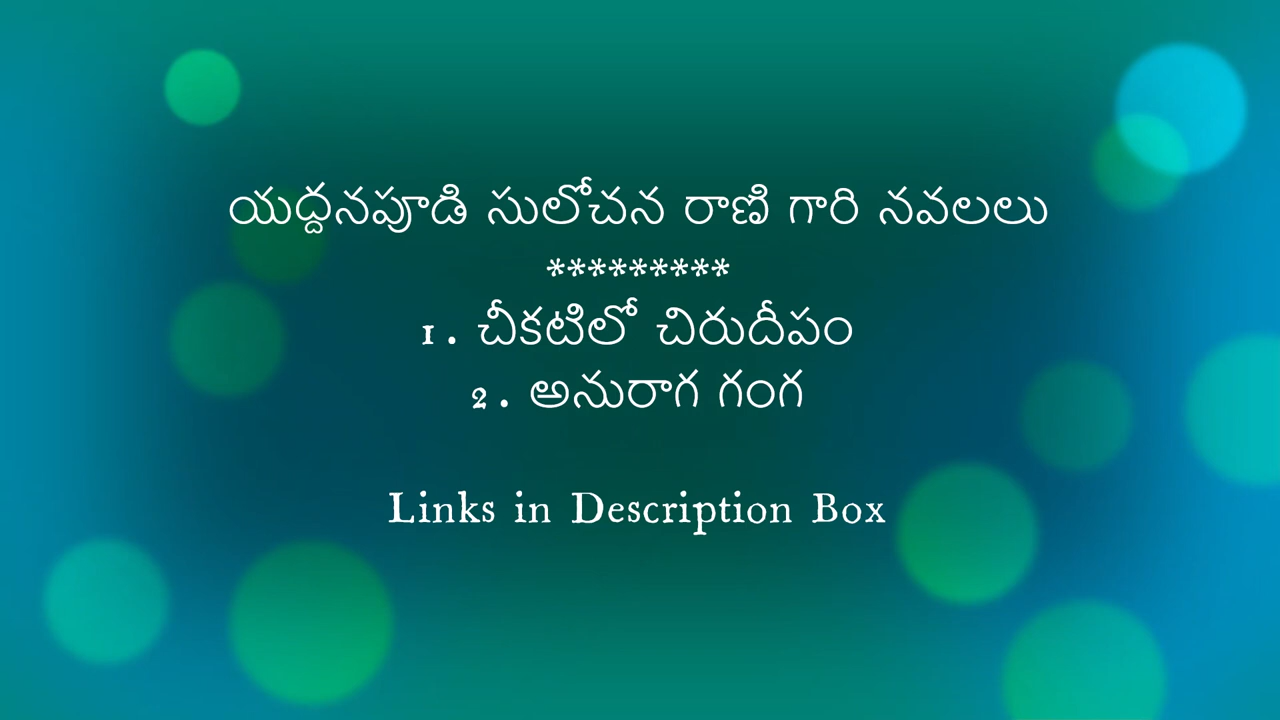 యద్దనపూడి సులోచన రాణి గారి నవలలు
*********
1. చీకటిలో చిరుదీపం
2. అనురాగ గంగ
Links in Description Box